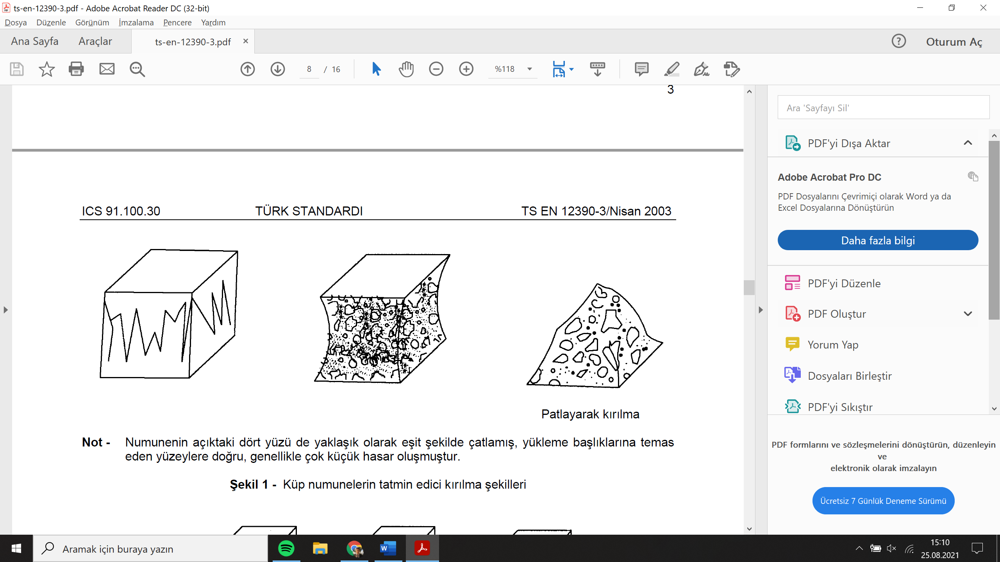 ts-en-12390-3.pdf - Adobe Acrobat Reader DC (32-bit)
Dosya Düzenle Görünüm İmzalama Pencere Yardım
Ana Sayfa Araçlar ts-en-12390-3.pdf Oturum Aç
8 / 16 %118
3
ICS 91.100.30 TÜRK STANDARDI TS EN 12390-3/Nisan 2003
Patlayarak kırılma
Not - Numunenin açıktaki dört yüzü de yaklaşık olarak eşit şekilde çatlamış, yükleme başlıklarına temas
eden yüzeylere doğru, genellikle çok küçük hasar oluşmuştur.
Şekil 1 - Küp numunelerin tatmin edici kırılma şekilleri
Ara 'Sayfayı Sil'
PDF'yi Dışa Aktar
Adobe Acrobat Pro DC
PDF Dosyalarını Çevrimiçi olarak Word ya da
Excel Dosyalarına Dönüştürün
Daha fazla bilgi
PDF'yi Düzenle
PDF Oluştur
Yorum Yap
Dosyaları Birleştir
PDF'yi Sıkıştır
PDF formlarını ve sözleşmelerini dönüştürün, düzenleyin
ve
elektronik olarak imzalayın
Ücretsiz 7 Günlük Deneme Sürümü
Aramak için buraya yazın
15:10
25.08.2021